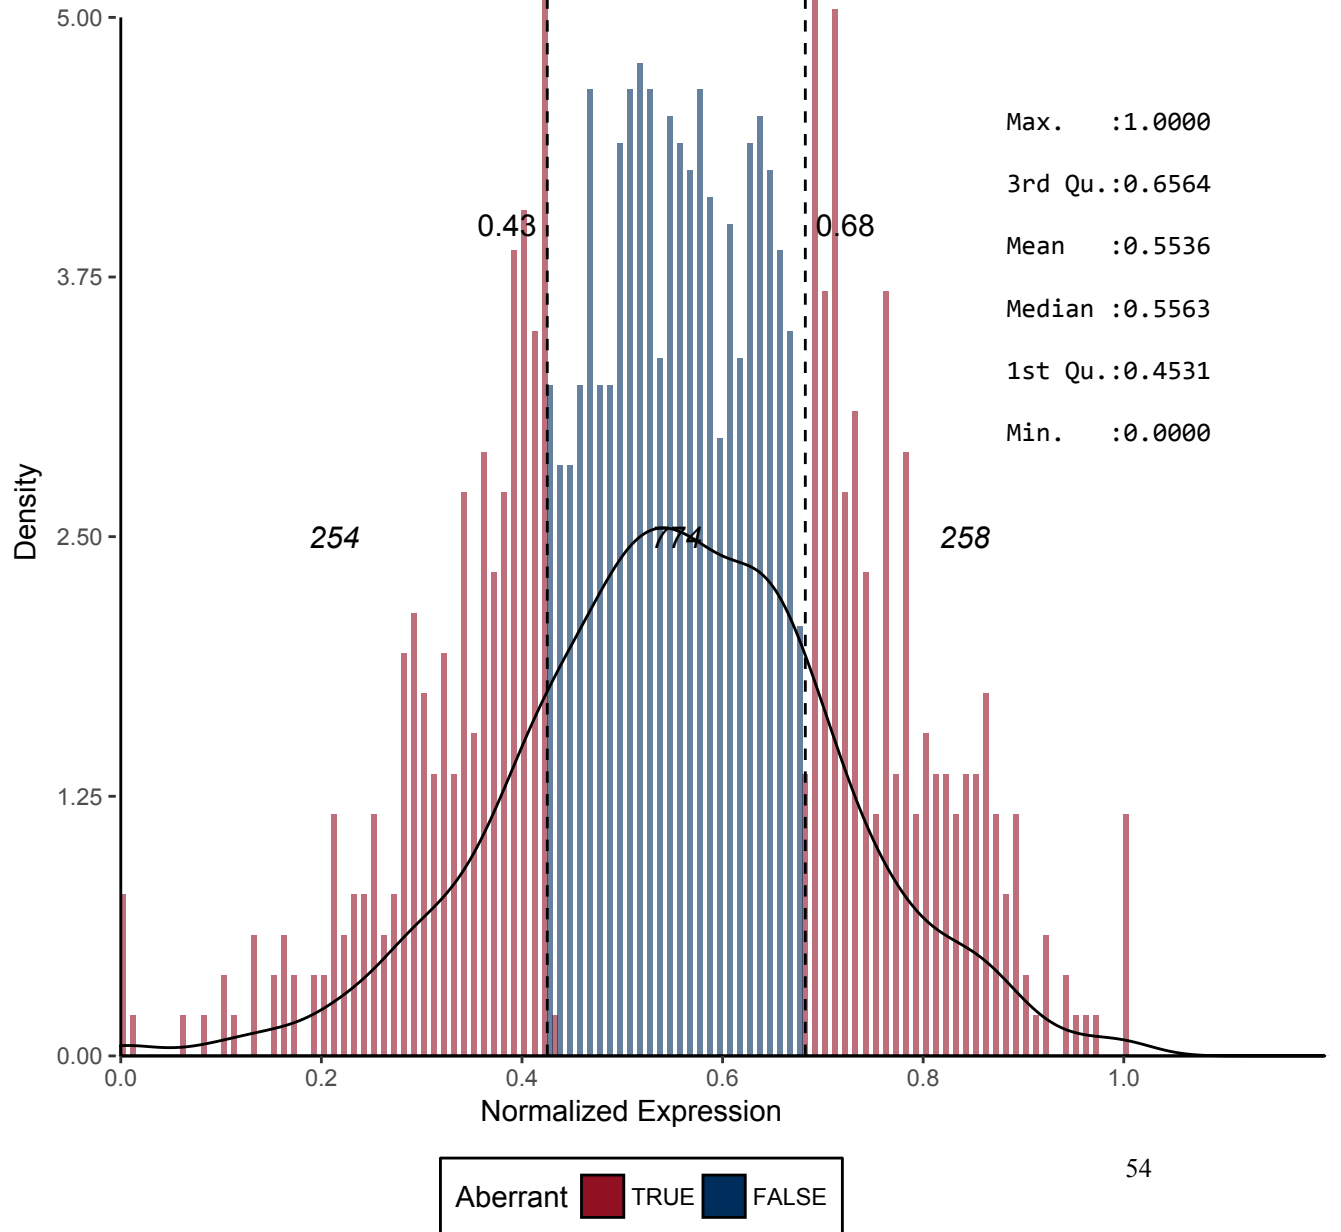 5.00
Max. :1.0000
3rd Qu.:0.6564
0.43
0.68
Mean :0.5536
3.75
Median :0.5563
1st Qu.:0.4531
Min. :0.0000
Density
2.50
254
774
258
1.25
0.00
0.0 0.2 0.4 0.6 0.8 1.0
Normalized Expression
54
Aberrant TRUE FALSE